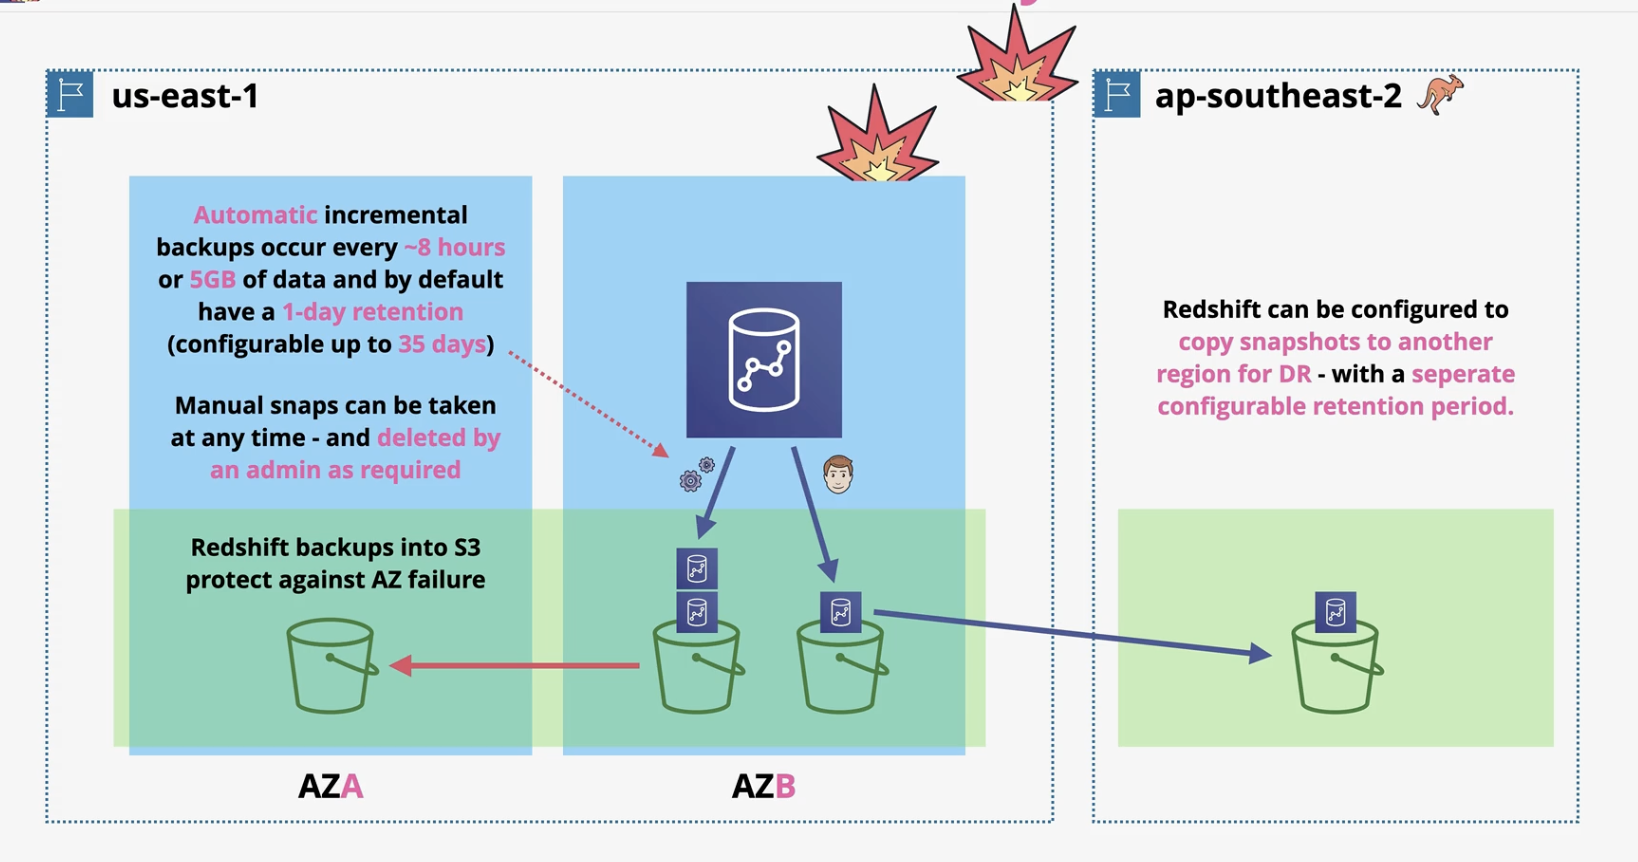 us-east-1
ap-southeast-2
Automatic incremental
backups occur every ~8 hours
or 5GB of data and by default
have a 1-day retention
(configurable up to 35 days)
Manual snaps can be taken
at any time - and deleted by
an admin as required
Redshift backups into S3
protect against AZ failure
AZA
AZB
Redshift can be configured to
copy snapshots to another
region for DR - with a seperate
configurable retention period.